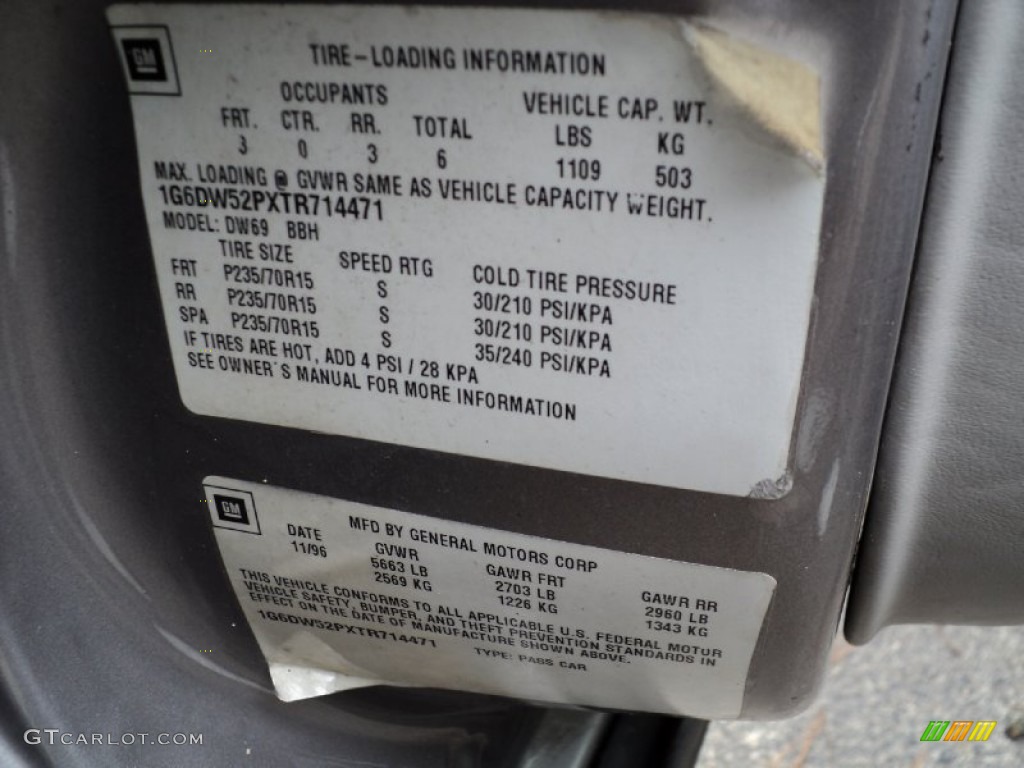 GM
TIRE-LOADING INFORMATION
OCCUPANTS VEHICLE CAP. WT.
FRT. CTR. RR. TOTAL LBS KG
3 0 3 6 1109 503
MAX. LOADING @ GVWR SAME AS VEHICLE CAPACITY WEIGHT.
1G6DW52PXTR714471
MODEL: DW69 BBH
TIRE SIZE SPEED RTG COLD TIRE PRESSURE
FRT P235/70R15 S 30/210 PSI/KPA
RR P235/70R15 S 30/210 PSI/KPA
SPA P235/70R15 S 35/240 PSI/KPA
IF TIRES ARE HOT, ADD 4 PSI / 28 KPA
SEE OWNER'S MANUAL FOR MORE INFORMATION
GM
MFD BY GENERAL MOTORS CORP
DATE GVWR GAWR FRT GAWR RR
11/96 5663 LB 2703 LB 2960 LB
2569 KG 1226 KG 1343 KG
THIS VEHICLE CONFORMS TO ALL APPLICABLE U.S. FEDERAL MOTOR
VEHICLE SAFETY, BUMPER, AND THEFT PREVENTION STANDARDS IN
EFFECT ON THE DATE OF MANUFACTURE SHOWN ABOVE.
1G6DW52PXTR714471 TYPE: PASS CAR
GTCARLOT.COM